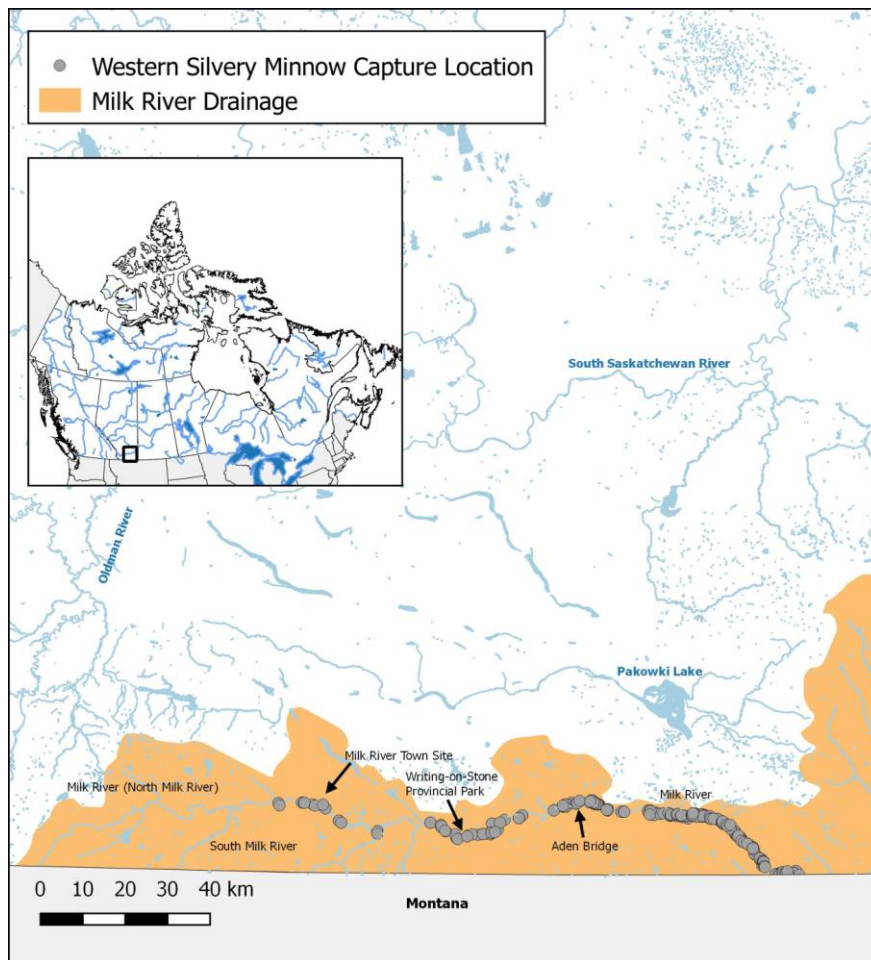 Western Silvery Minnow Capture Location
Milk River Drainage
South Saskatchewan River
Oldman River
Pakowki Lake
Milk River Town Site
Milk River (North Milk River)
Writing-on-Stone
Provincial Park
Milk River
South Milk River
Aden Bridge
0 10 20 30 40 km
Montana